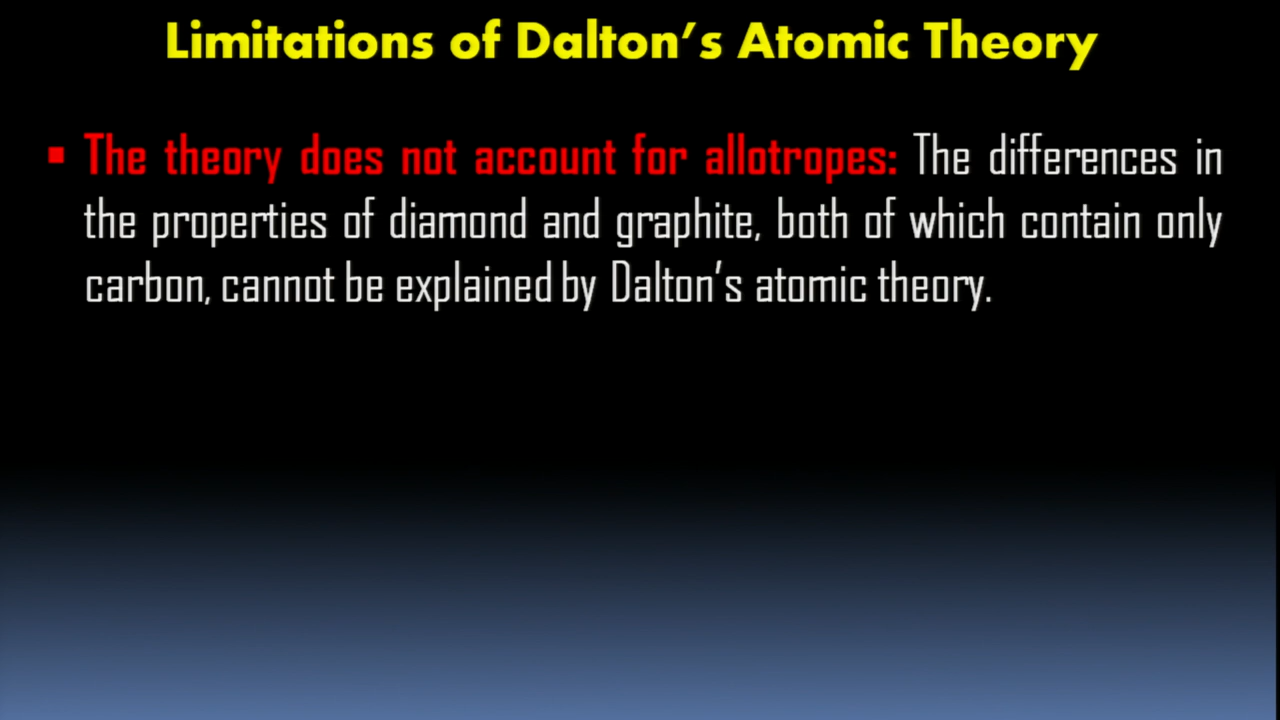 Limitations of Dalton’s Atomic Theory
▪ The theory does not account for allotropes: The differences in
the properties of diamond and graphite, both of which contain only
carbon, cannot be explained by Dalton’s atomic theory.